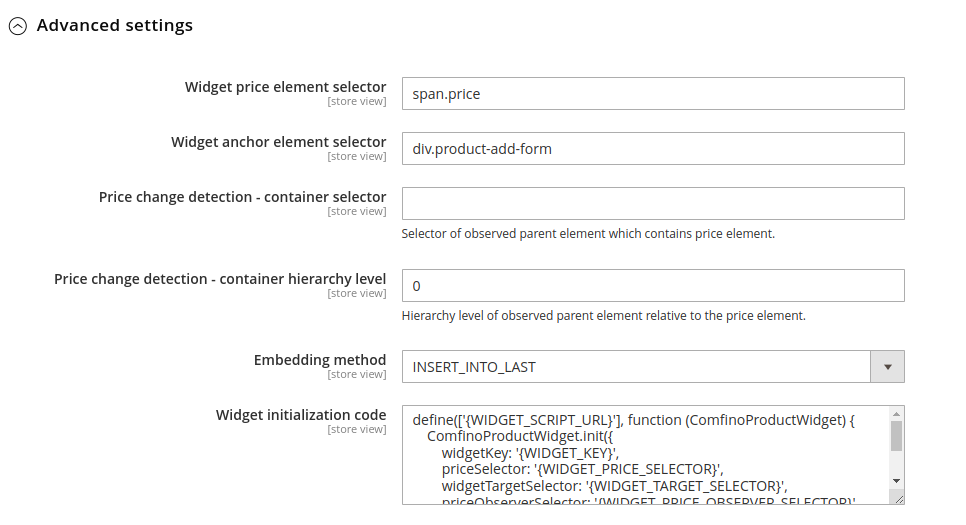 Advanced settings
Widget price element selector
[store view]
span.price
Widget anchor element selector
[store view]
div.product-add-form
Price change detection - container selector
[store view]
Selector of observed parent element which contains price element.
Price change detection - container hierarchy level
[store view]
0
Hierarchy level of observed parent element relative to the price element.
Embedding method
[store view]
INSERT_INTO_LAST
Widget initialization code
[store view]
define(['{WIDGET_SCRIPT_URL}'], function (ComfinoProductWidget) {
ComfinoProductWidget.init({
widgetKey: '{WIDGET_KEY}',
priceSelector: '{WIDGET_PRICE_SELECTOR}',
widgetTargetSelector: '{WIDGET_TARGET_SELECTOR}',
priceObserverSelector: '{WIDGET_PRICE_OBSERVER_SELECTOR}'